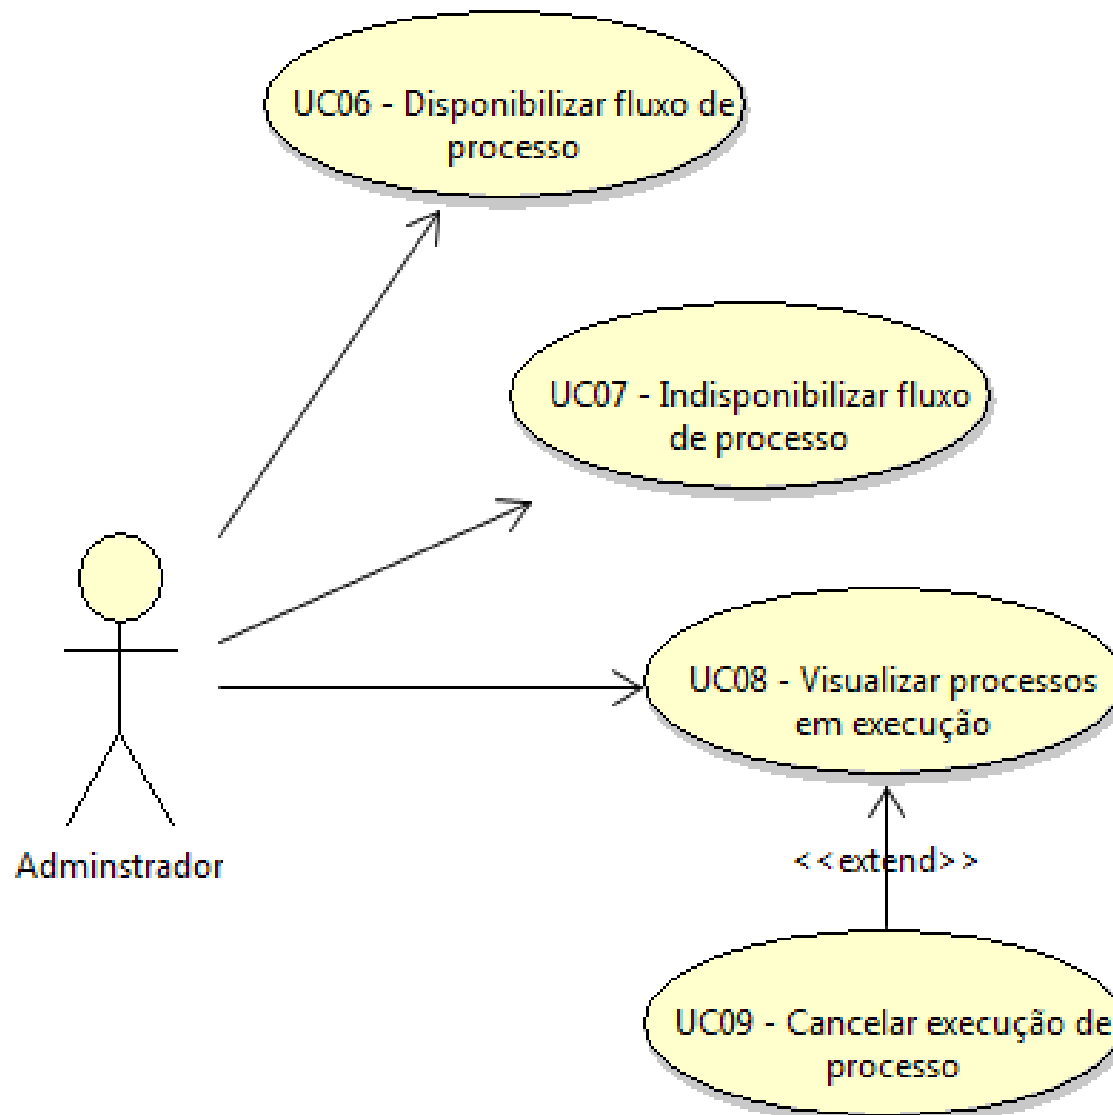 UC06 - Disponibilizar fluxo de
processo
UC07 - Indisponibilizar fluxo
de processo
UC08 - Visualizar processos
em execução
Adminstrador
<<extend>>
UC09 - Cancelar execução de
processo